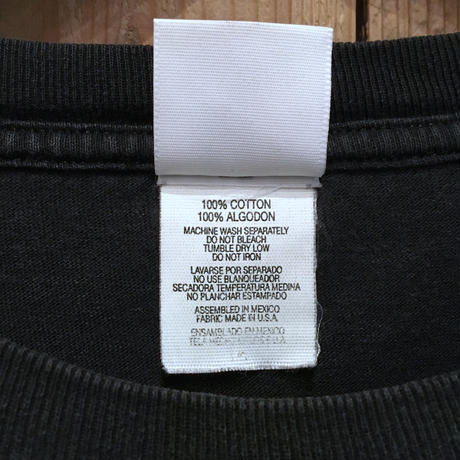 100% COTTON
100% ALGODON
MACHINE WASH SEPARATELY
DO NOT BLEACH
TUMBLE DRY LOW
DO NOT IRON
LAVARSE POR SEPARADO
NO USE BLANQUEADOR
SECADORA TEMPERATURA MEDINA
NO PLANCHAR ESTAMPADO
ASSEMBLED IN MEXICO
FABRIC MADE IN U.S.A.
ENSAMBLADO EN MEXICO